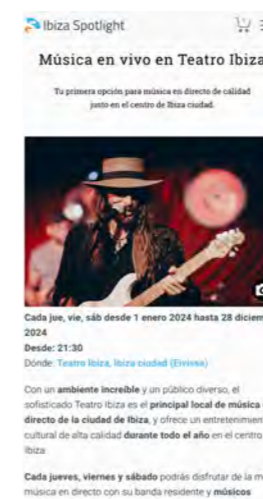 Ibiza Spotlight
Música en vivo en Teatro Ibiza
Tu primera opción para música en directo de calidad
justo en el centro de Ibiza ciudad.
Cada jue, vie, sáb desde 1 enero 2024 hasta 28 diciem
2024
Desde: 21:30
Dónde: Teatro Ibiza, Ibiza ciudad (Eivissa)
Con un ambiente increíble y un público diverso, el
sofisticado Teatro Ibiza es el principal local de música
directo de la ciudad de Ibiza, y ofrece un entretenimien
cultural de alta calidad durante todo el año en el centro
Ibiza
Cada jueves, viernes y sábado podrás disfrutar de la m
música en directo con su banda residente y músicos